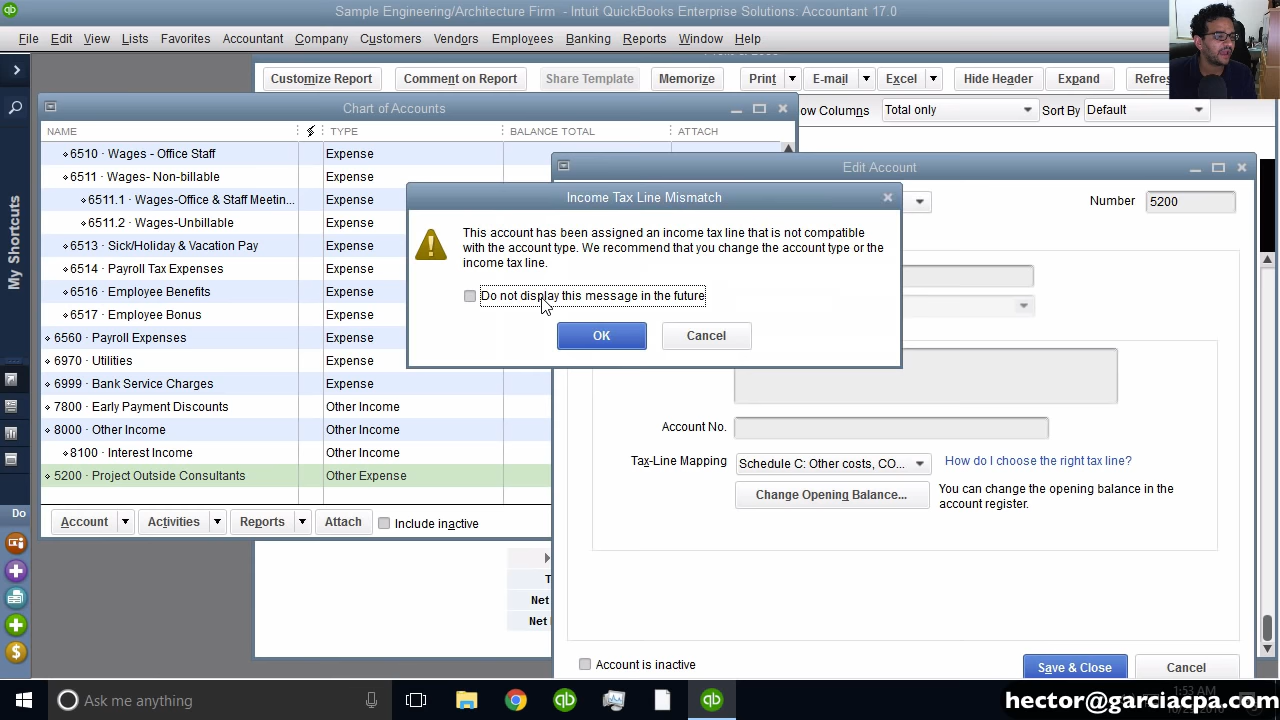 Sample Engineering/Architecture Firm - Intuit QuickBooks Enterprise Solutions: Accountant 17.0
File Edit View Lists Favorites Accountant Company Customers Vendors Employees Banking Reports Window Help
Customize Report Comment on Report Share Template Memorize Print E-mail Excel Hide Header Expand Refres
ow Columns Total only Sort By Default
Chart of Accounts
NAME TYPE BALANCE TOTAL ATTACH
6510 · Wages - Office Staff Expense
6511 · Wages- Non-billable Expense
6511.1 · Wages-Office & Staff Meetin... Expense
6511.2 · Wages-Unbillable Expense
6513 · Sick/Holiday & Vacation Pay Expense
6514 · Payroll Tax Expenses Expense
6516 · Employee Benefits Expense
6517 · Employee Bonus Expense
6560 · Payroll Expenses Expense
6970 · Utilities Expense
6999 · Bank Service Charges Expense
7800 · Early Payment Discounts Other Income
8000 · Other Income Other Income
8100 · Interest Income Other Income
5200 · Project Outside Consultants Other Expense
Account Activities Reports Attach Include inactive
My Shortcuts
Do
T
Net
Net
Edit Account
Number 5200
Income Tax Line Mismatch
This account has been assigned an income tax line that is not compatible
with the account type. We recommend that you change the account type or the
income tax line.
Do not display this message in the future
OK Cancel
Account No.
Tax-Line Mapping Schedule C: Other costs, CO... How do I choose the right tax line?
Change Opening Balance... You can change the opening balance in the
account register.
Account is inactive
Save & Close Cancel
Ask me anything
1:53 AM
hector@garciacpa.com